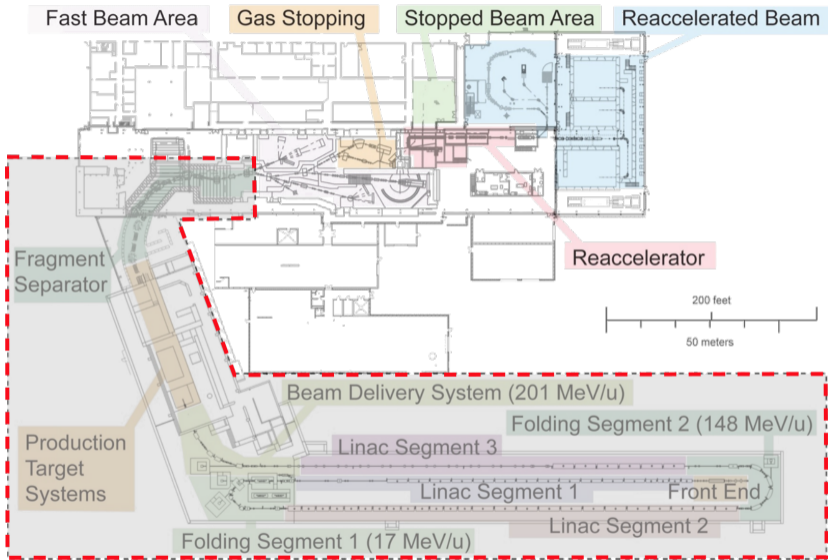 Fast Beam Area
Gas Stopping
Stopped Beam Area
Reaccelerated Beam
Fragment
Separator
Reaccelerator
200 feet
50 meters
Beam Delivery System (201 MeV/u)
Folding Segment 2 (148 MeV/u)
Production
Target
Systems
Linac Segment 3
Linac Segment 1
Front End
Linac Segment 2
Folding Segment 1 (17 MeV/u)